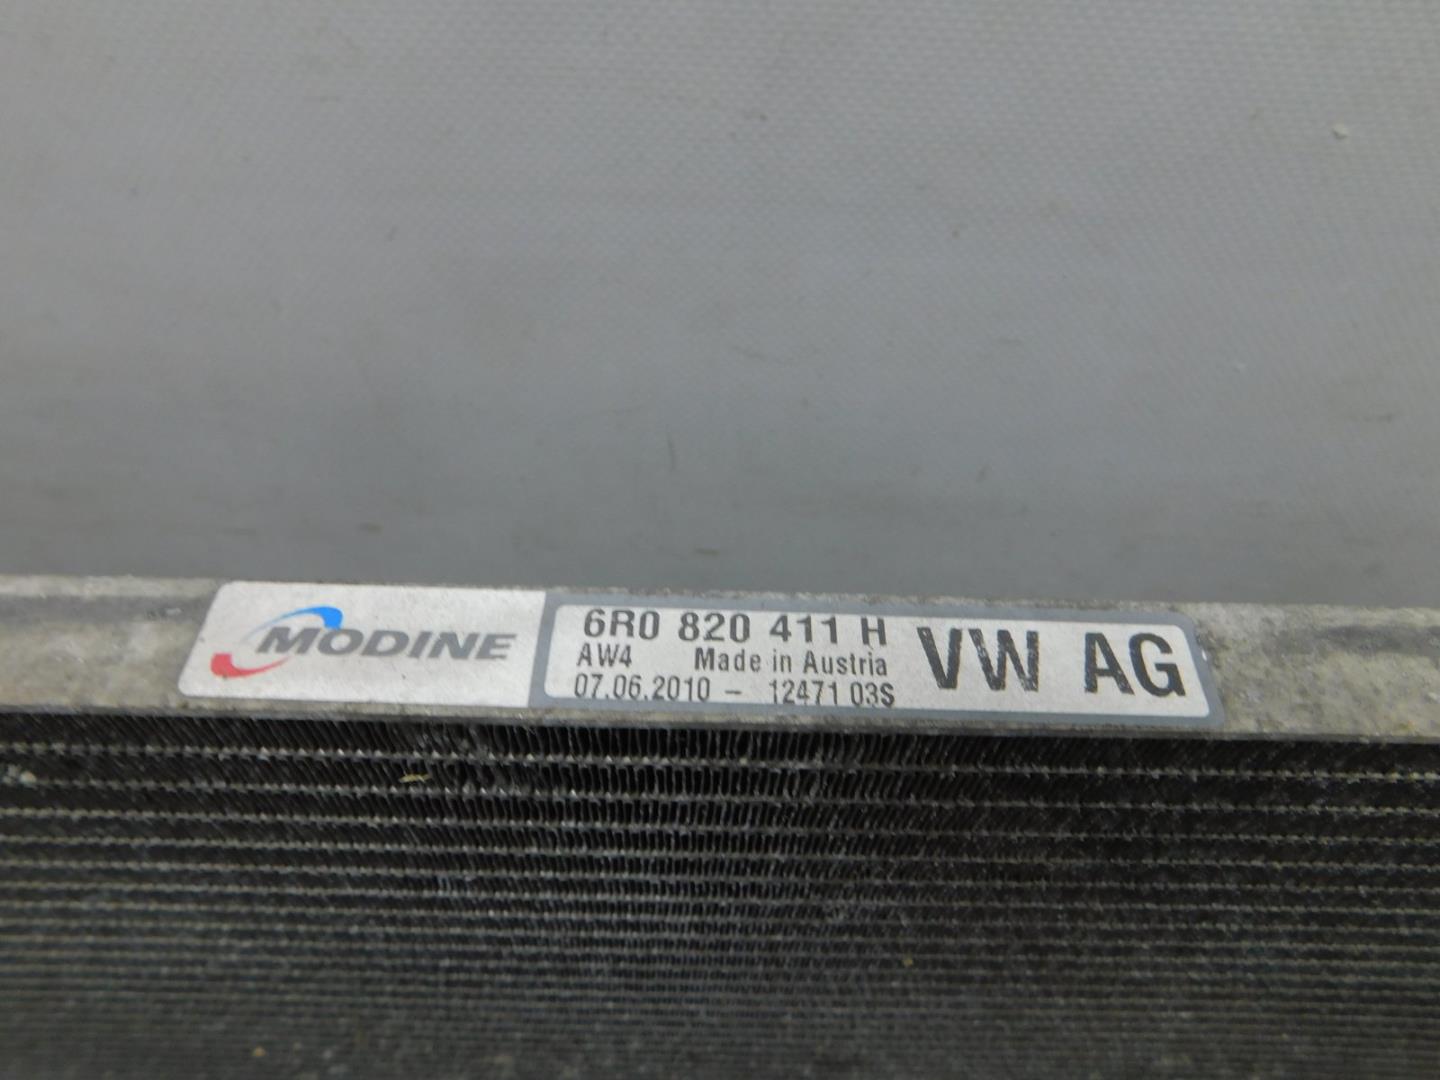 MODINE
6R0 820 411 H
AW4 Made in Austria
07.06.2010 - 12471 03S
VW AG